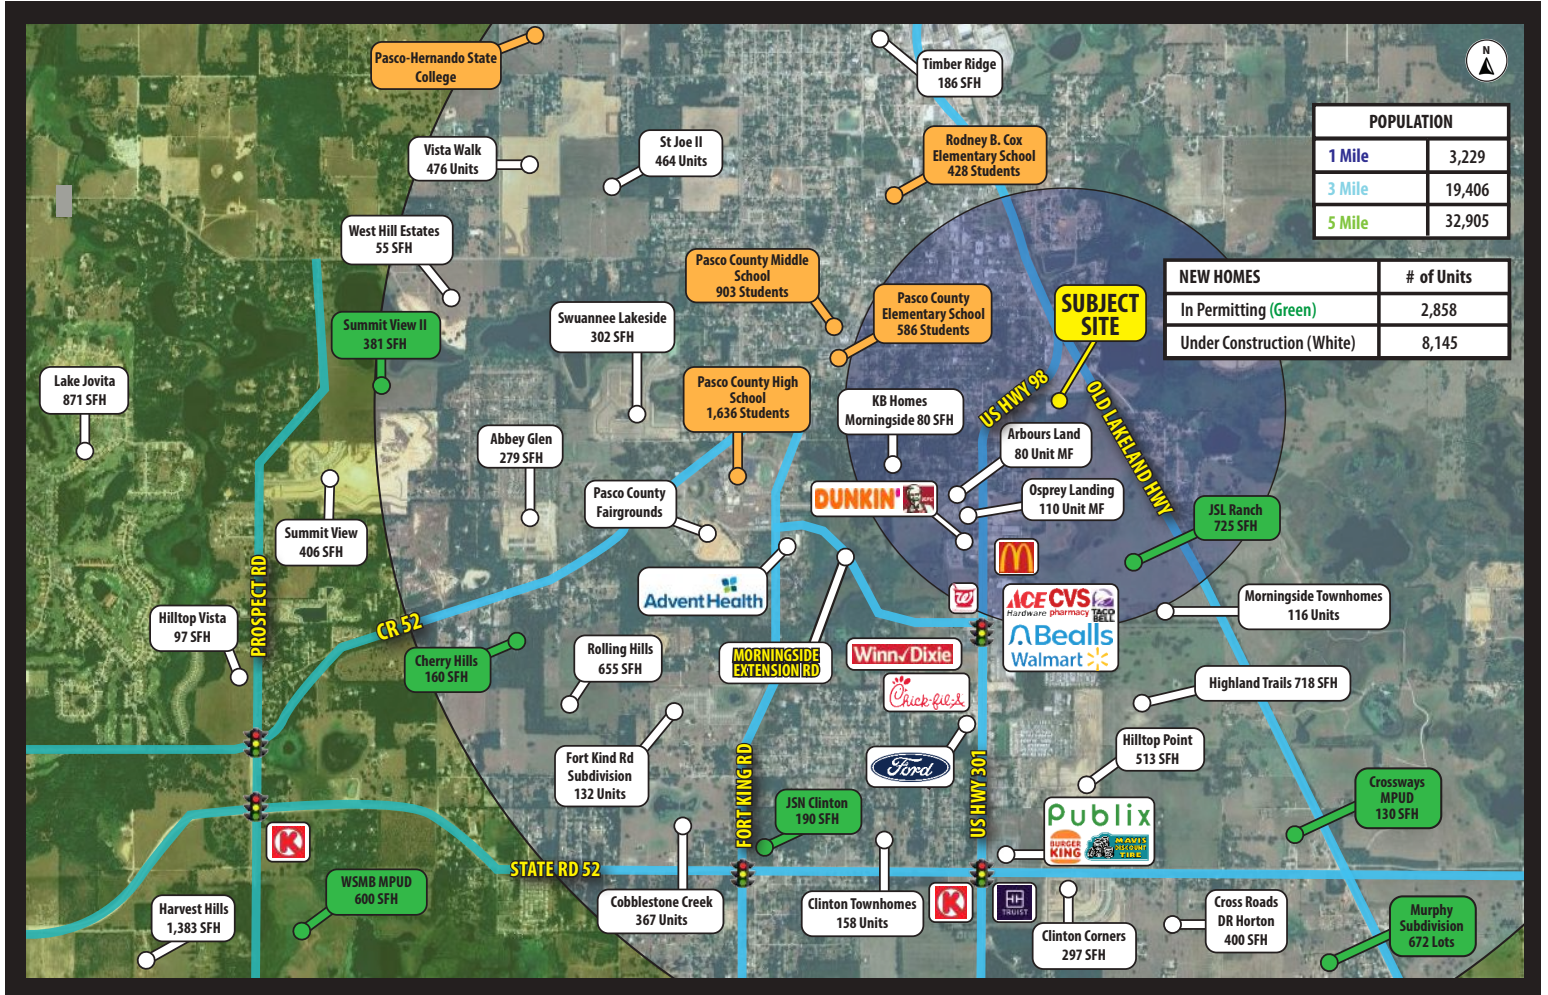 Pasco-Hernando State
College
Timber Ridge
186 SFH
N
POPULATION
1 Mile 3,229
3 Mile 19,406
5 Mile 32,905
Vista Walk
476 Units
St Joe II
464 Units
Rodney B. Cox
Elementary School
428 Students
West Hill Estates
55 SFH
Pasco County Middle
School
903 Students
NEW HOMES # of Units
In Permitting (Green) 2,858
Under Construction (White) 8,145
Pasco County
Elementary School
586 Students
SUBJECT
SITE
Summit View II
381 SFH
Swuannee Lakeside
302 SFH
Lake Jovita
871 SFH
Pasco County High
School
1,636 Students
KB Homes
Morningside 80 SFH
US HWY 98
OLD LAKELAND HWY
Abbey Glen
279 SFH
Arbours Land
80 Unit MF
Pasco County
Fairgrounds
DUNKIN'
KFC
Osprey Landing
110 Unit MF
JSL Ranch
725 SFH
Summit View
406 SFH
PROSPECT RD
CR 52
AdventHealth
ACE
Hardware
CVS
pharmacy
TACO
BELL
Bealls
Walmart
Morningside Townhomes
116 Units
Hilltop Vista
97 SFH
Cherry Hills
160 SFH
Rolling Hills
655 SFH
MORNINGSIDE
EXTENSION RD
Winn Dixie
Chick-fil-A
Highland Trails 718 SFH
Fort Kind Rd
Subdivision
132 Units
FORT KING RD
Ford
US HWY 301
Hilltop Point
513 SFH
JSN Clinton
190 SFH
Publix
BURGER
KING
MAVIS
DISCOUNT
TIRE
Crossways
MPUD
130 SFH
K
STATE RD 52
WSMB MPUD
600 SFH
Harvest Hills
1,383 SFH
Cobblestone Creek
367 Units
Clinton Townhomes
158 Units
K
TRUIST
Clinton Corners
297 SFH
Cross Roads
DR Horton
400 SFH
Murphy
Subdivision
672 Lots